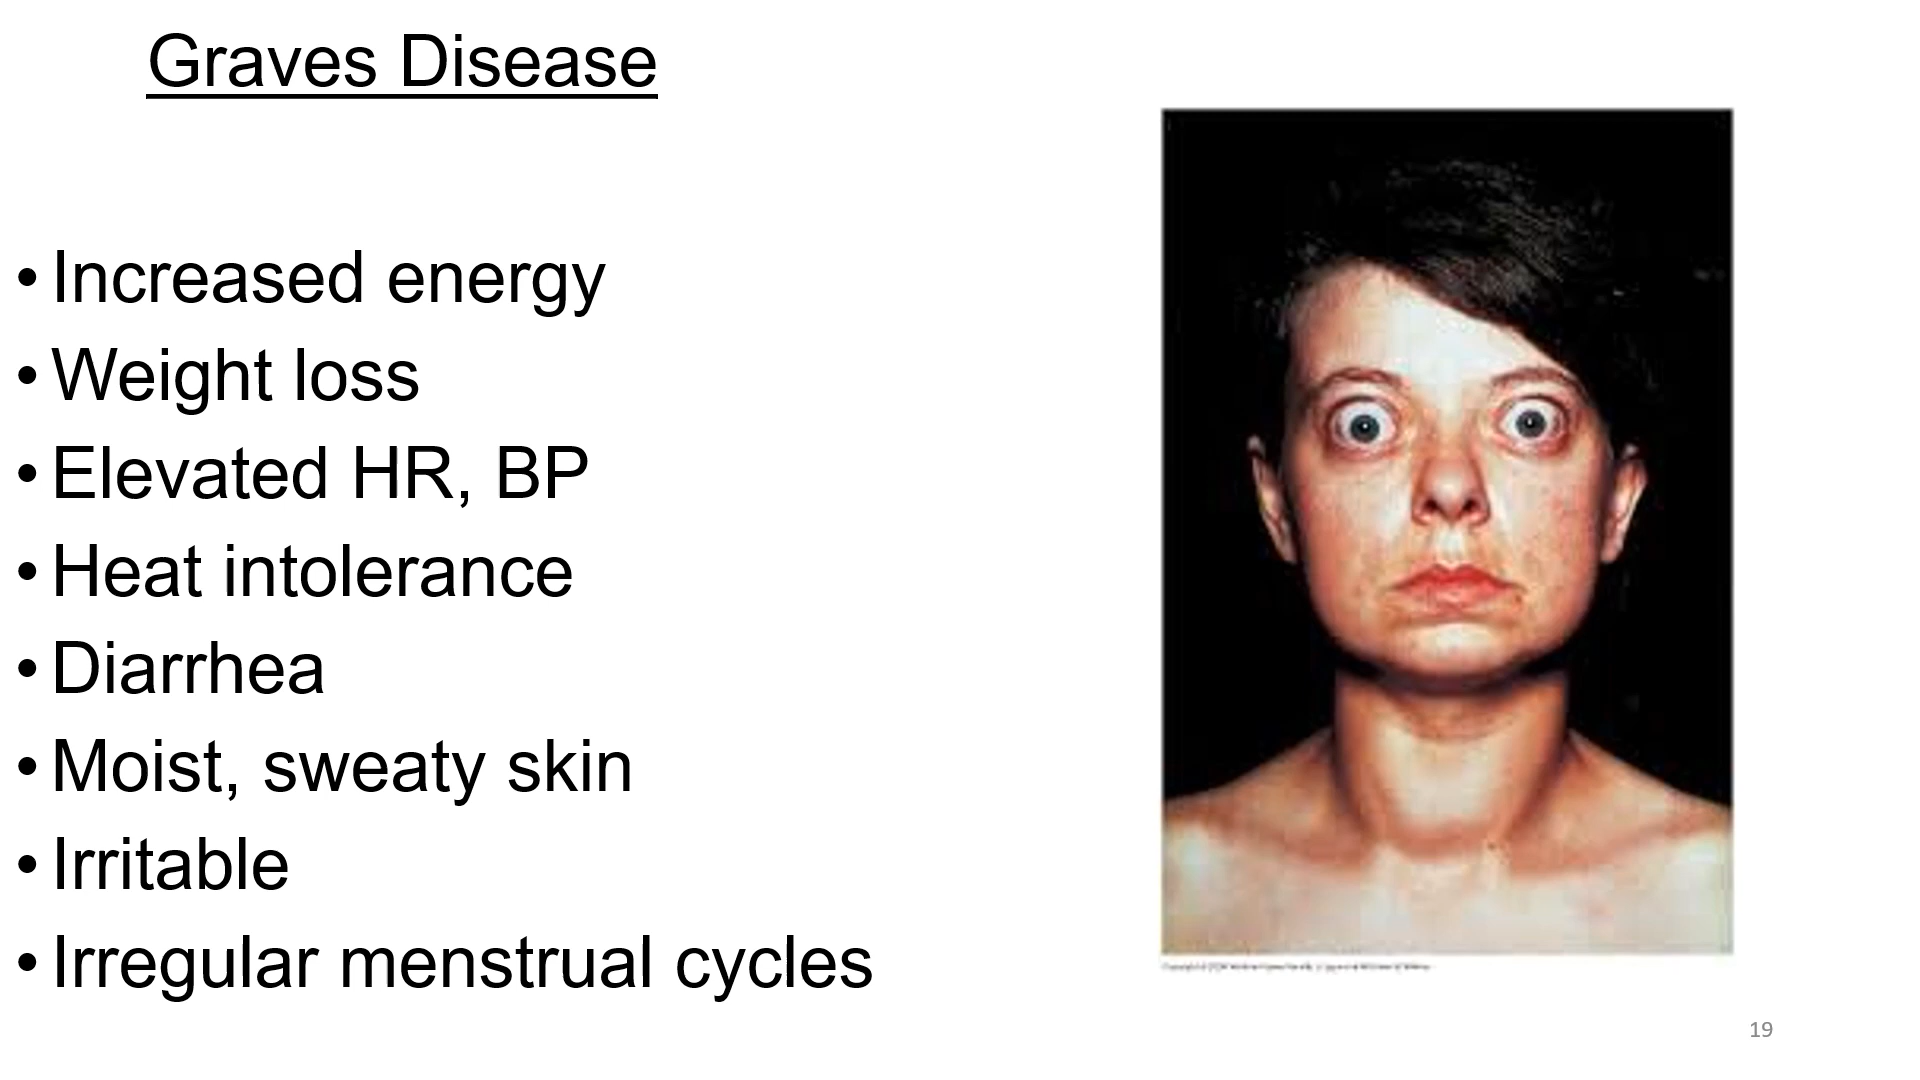 Graves Disease
• Increased energy
• Weight loss
• Elevated HR, BP
• Heat intolerance
• Diarrhea
• Moist, sweaty skin
• Irritable
• Irregular menstrual cycles
19